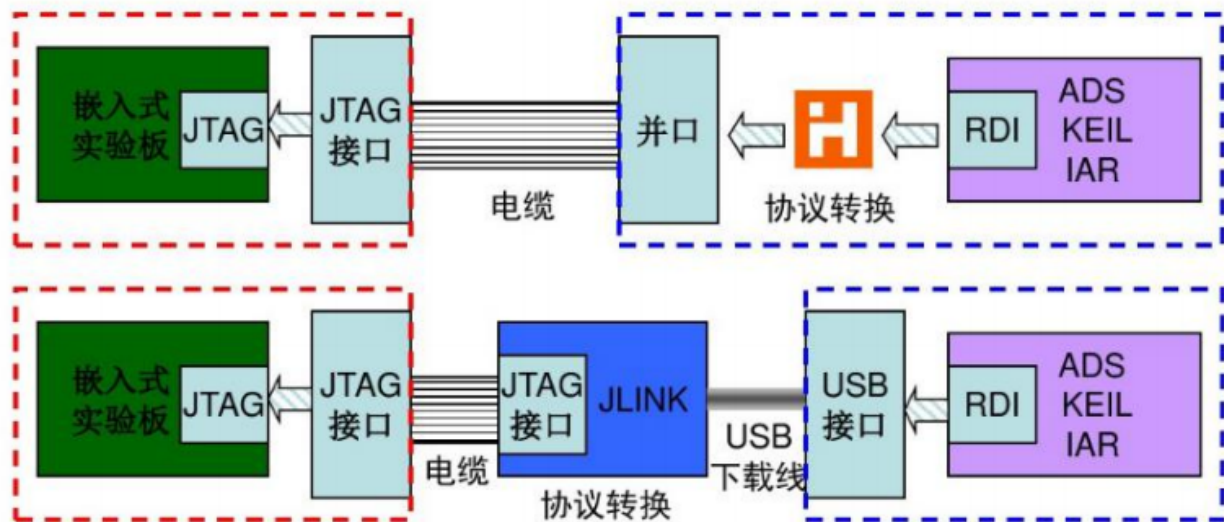 嵌入式
实验板
JTAG
JTAG
接口
电缆
并口
协议转换
RDI
ADS
KEIL
IAR
嵌入式
实验板
JTAG
JTAG
接口
电缆
JTAG
接口
JLINK
协议转换
USB
下载线
USB
接口
RDI
ADS
KEIL
IAR